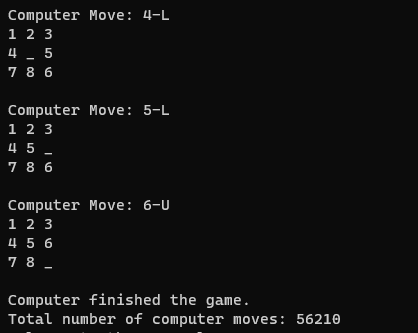 Computer Move: 4-L
1 2 3
4 _ 5
7 8 6
Computer Move: 5-L
1 2 3
4 5 _
7 8 6
Computer Move: 6-U
1 2 3
4 5 6
7 8 _
Computer finished the game.
Total number of computer moves: 56210